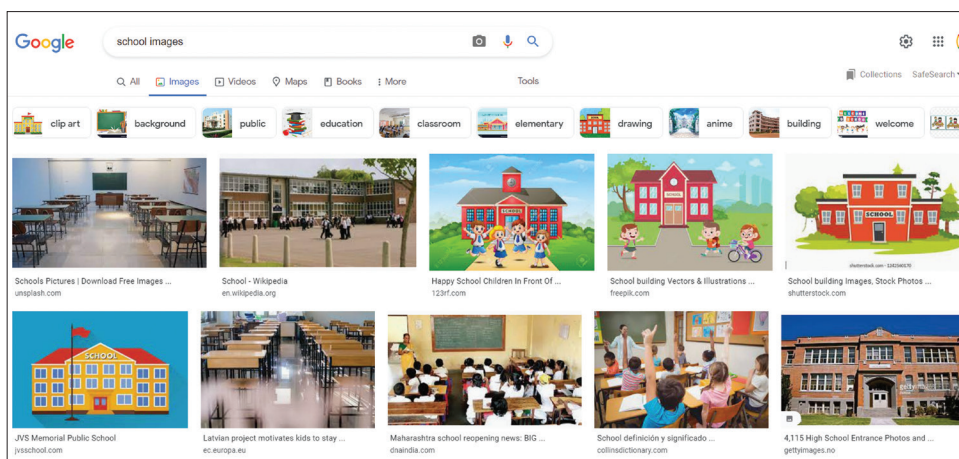 Google
school images
All
Images
Videos
Maps
Books
More
Tools
Collections
SafeSearch
clip art
background
public
education
classroom
elementary
drawing
anime
building
welcome
SCHOOL
SCHOOL
shutterstock.com · 1182560170
Schools Pictures | Download Free Images ...
unsplash.com
School - Wikipedia
en.wikipedia.org
Happy School Children In Front Of ...
123rf.com
School building Vectors & Illustrations ...
freepik.com
School building Images, Stock Photos ...
shutterstock.com
SCHOOL
JVS Memorial Public School
jvsschool.com
Latvian project motivates kids to stay ...
ec.europa.eu
Maharashtra school reopening news: BIG ...
dnaindia.com
School definición y significado ...
collinsdictionary.com
4,115 High School Entrance Photos and ...
gettyimages.no